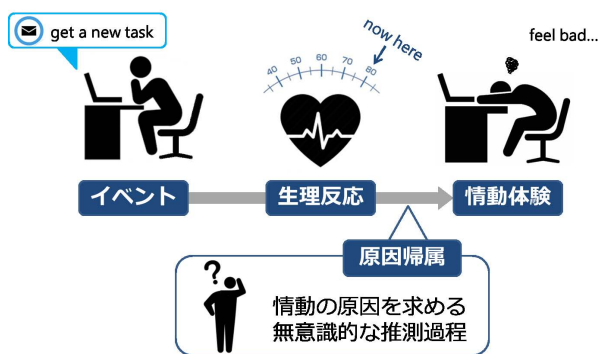 get a new task
now here
feel bad...
40 50 60 70 80
イベント
生理反応
情動体験
原因帰属
?
情動の原因を求める
無意識的な推測過程